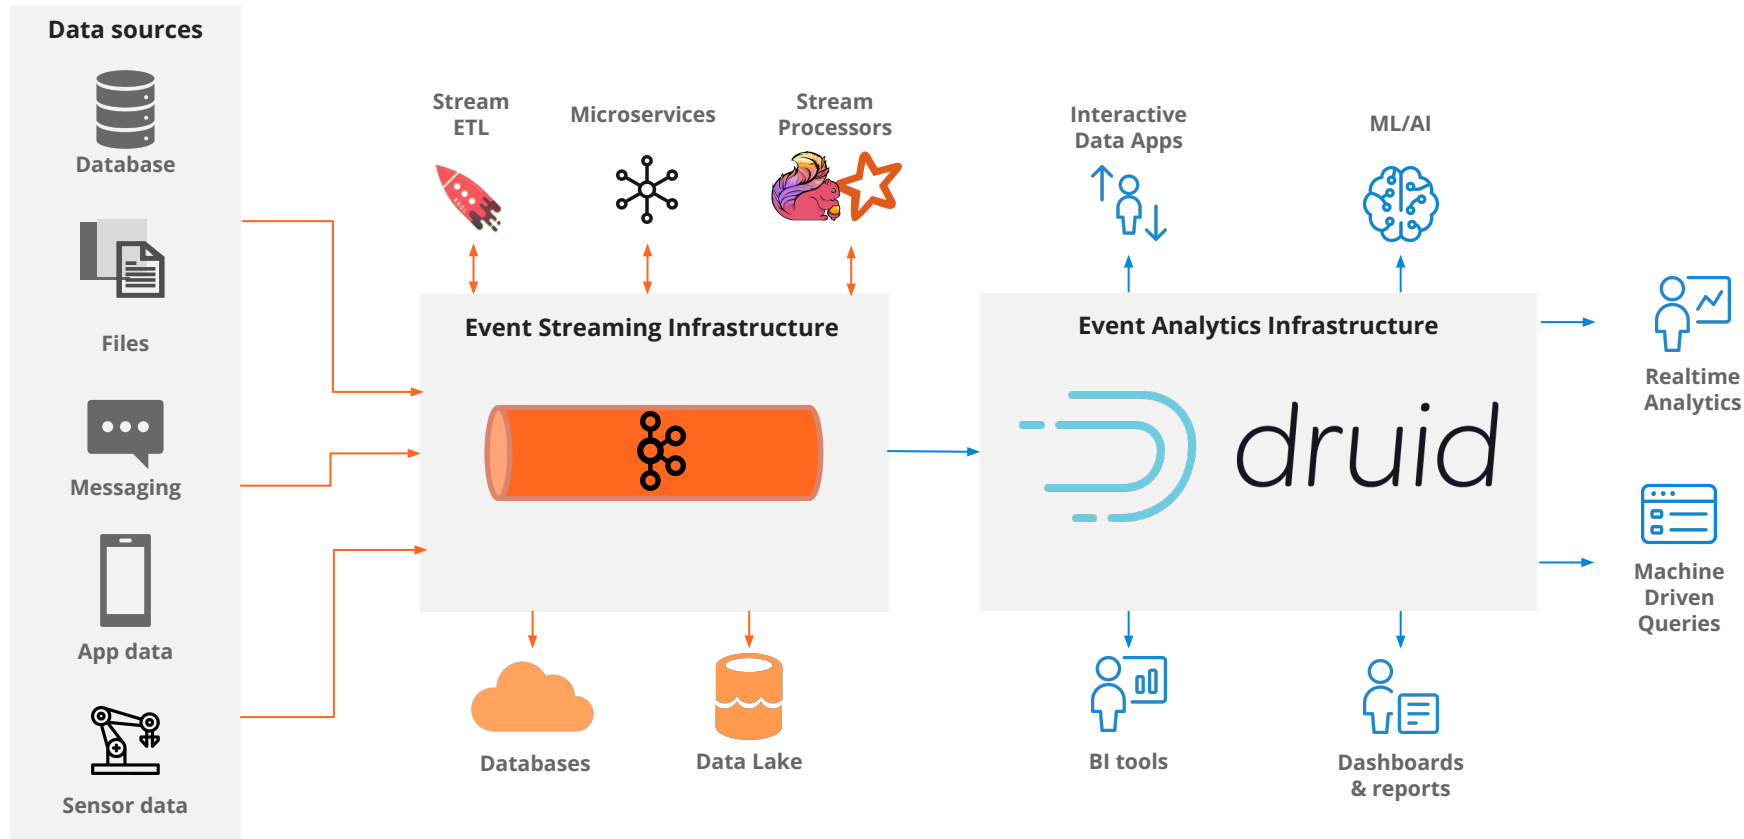 Data sources
Database
Files
Messaging
App data
Sensor data
Stream
ETL
Microservices
Stream
Processors
Event Streaming Infrastructure
Databases
Data Lake
Interactive
Data Apps
ML/AI
Event Analytics Infrastructure
druid
Realtime
Analytics
Machine
Driven
Queries
BI tools
Dashboards
& reports